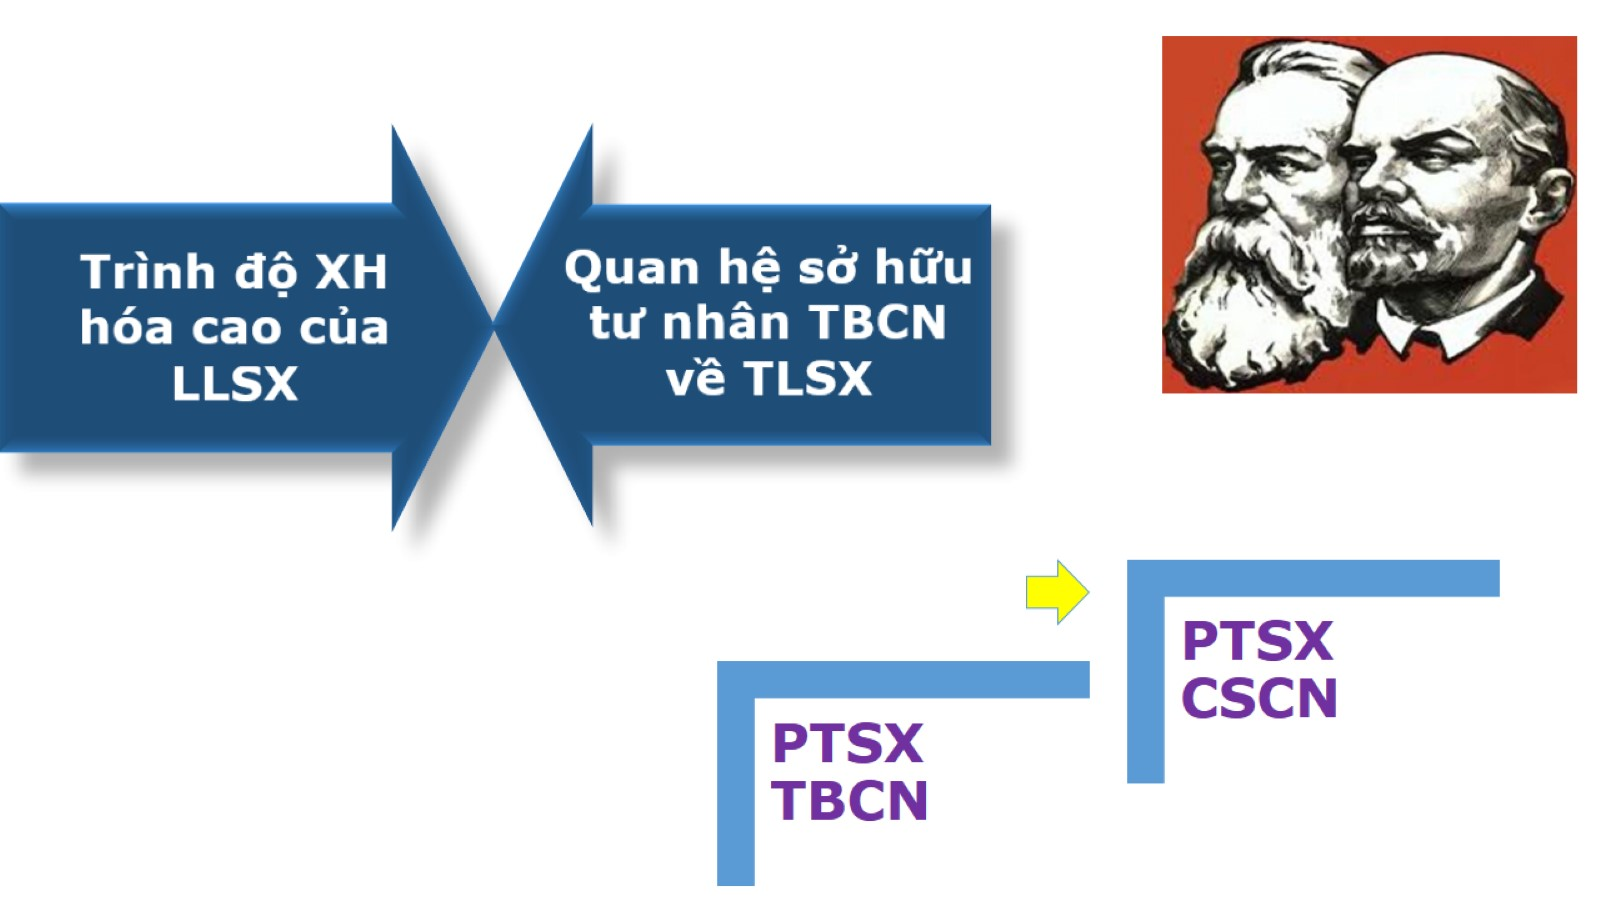 Trình độ XH
hóa cao của
LLSX
Quan hệ sở hữu
tư nhân TBCN
về TLSX
PTSX
CSCN
PTSX
TBCN